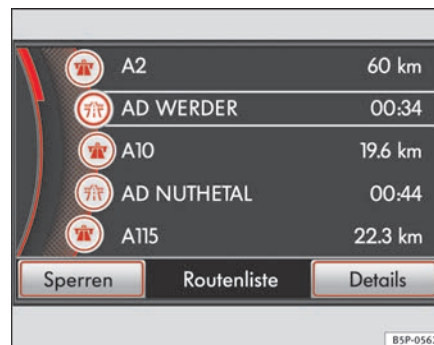 A2 60 km
AD WERDER 00:34
A10 19.6 km
AD NUTHETAL 00:44
A115 22.3 km
Sperren Routenliste Details
B5P-0562